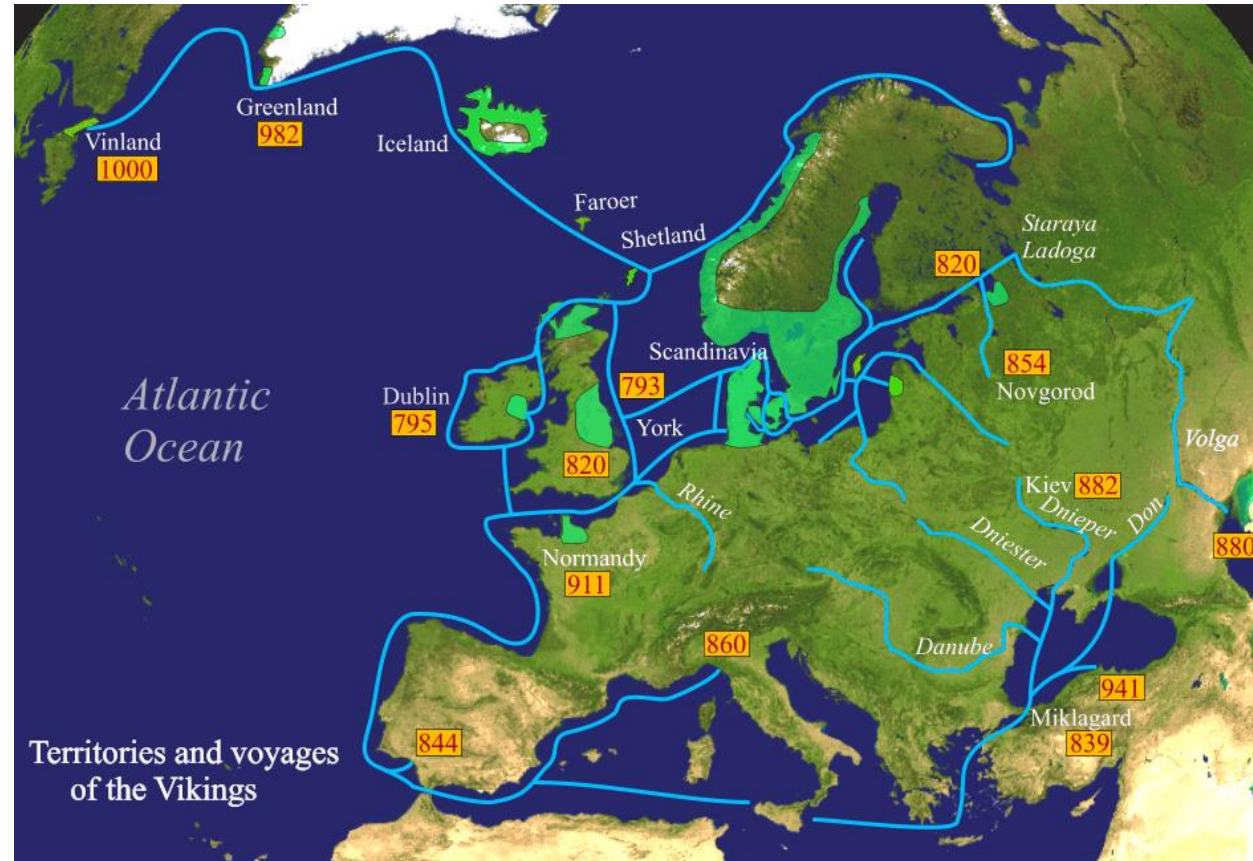 Greenland
982
Vinland
1000
Iceland
Faroer
Shetland
Staraya
Ladoga
820
Scandinavia
793
854
Novgorod
Dublin
795
York
Atlantic
Ocean
820
Volga
Kiev 882
Rhine
Dnieper
Don
Dniester
880
Normandy
911
860
Danube
941
Miklagard
839
844
Territories and voyages
of the Vikings